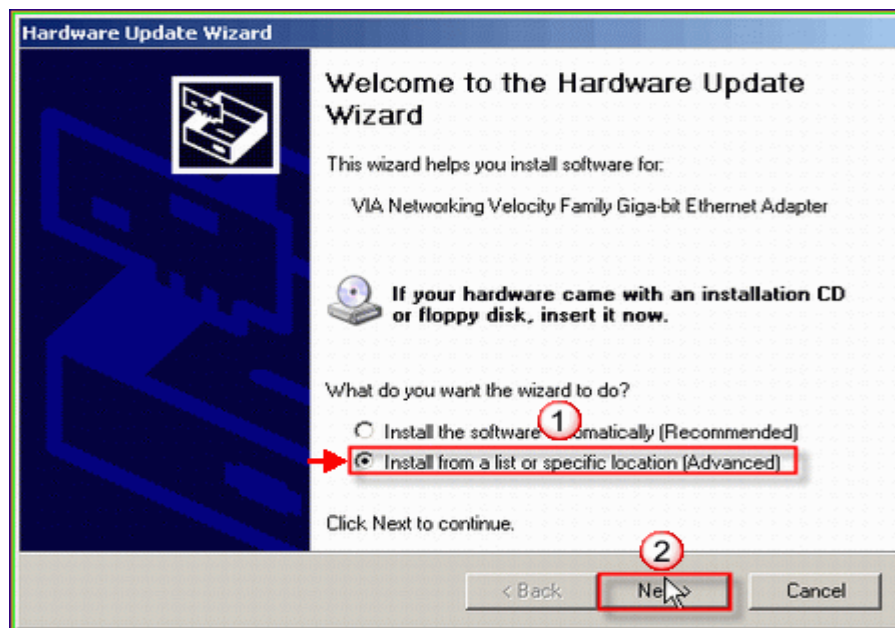 Hardware Update Wizard
Welcome to the Hardware Update
Wizard
This wizard helps you install software for:
VIA Networking Velocity Family Giga-bit Ethernet Adapter
If your hardware came with an installation CD
or floppy disk, insert it now.
What do you want the wizard to do?
1
Install the software (Recommended)
Install from a list or specific location (Advanced)
Click Next to continue.
2
< Back
Cancel